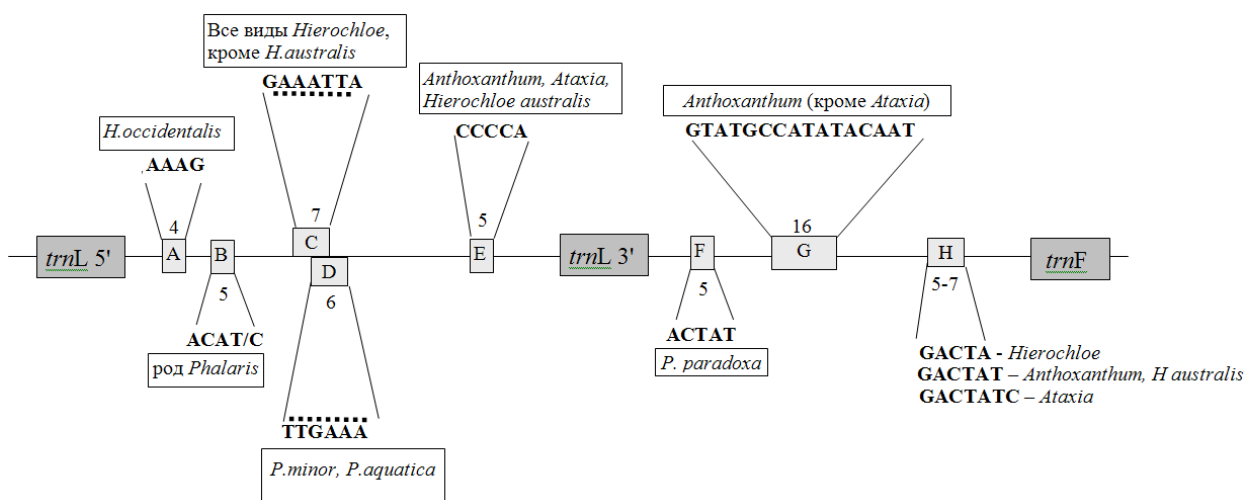 Все виды Hierochloe,
кроме H.australis
GAAATTA
Anthoxanthum, Ataxia,
Hierochloe australis
CCCCA
Anthoxanthum (кроме Ataxia)
GTATGCCATATACAAT
H.occidentalis
AAAG
4
7
5
16
trnL 5'
A
B
C
D
E
trnL 3'
F
G
H
trnF
5
6
5
5-7
ACAT/C
род Phalaris
ACTAT
P. paradoxa
GACTA - Hierochloe
GACTAT – Anthoxanthum, H australis
GACTATC – Ataxia
TTGAAA
P.minor, P.aquatica